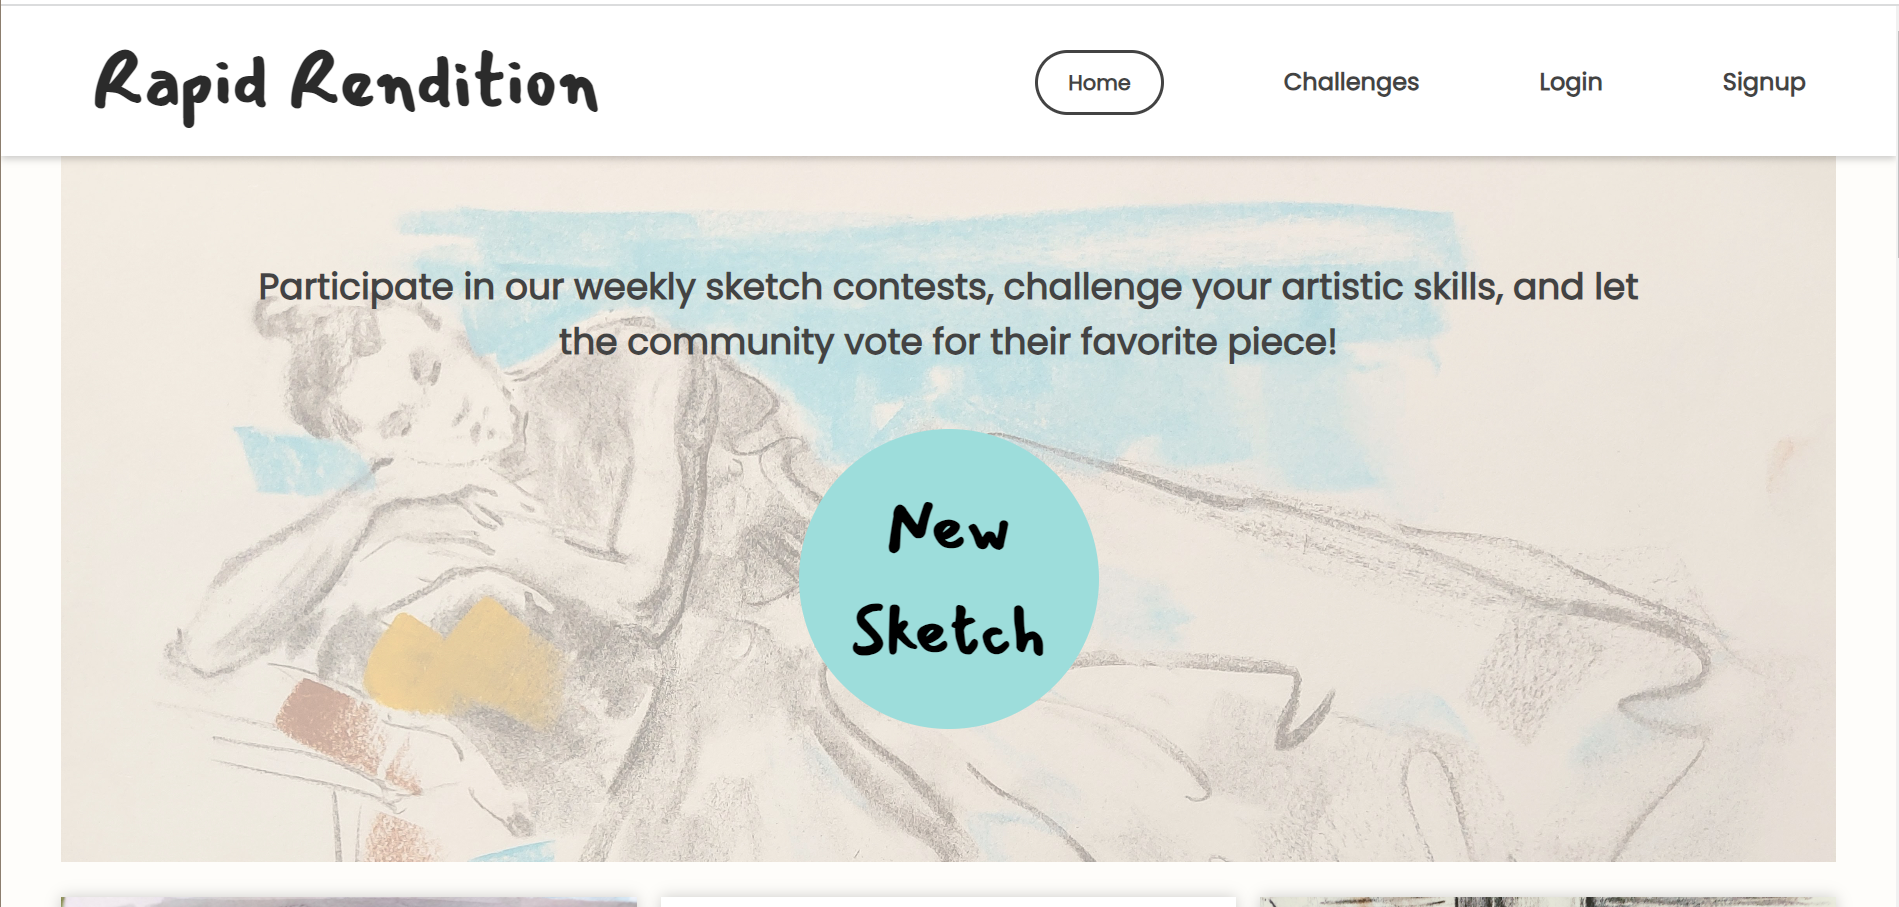 Rapid Rendition
Home
Challenges
Login
Signup
Participate in our weekly sketch contests, challenge your artistic skills, and let
the community vote for their favorite piece!
New
Sketch